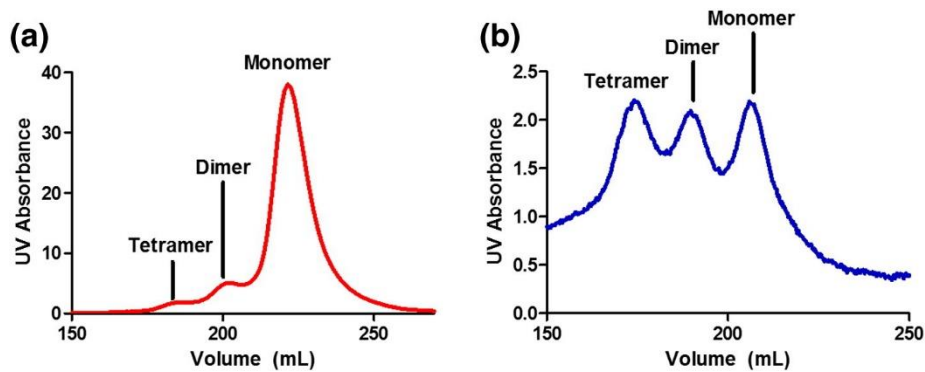 (a)
Monomer
Dimer
Tetramer
UV Absorbance
40
30
20
10
0
150
200
250
Volume (mL)
(b)
Monomer
Dimer
Tetramer
UV Absorbance
2.5
2.0
1.5
1.0
0.5
0.0
150
200
250
Volume (mL)